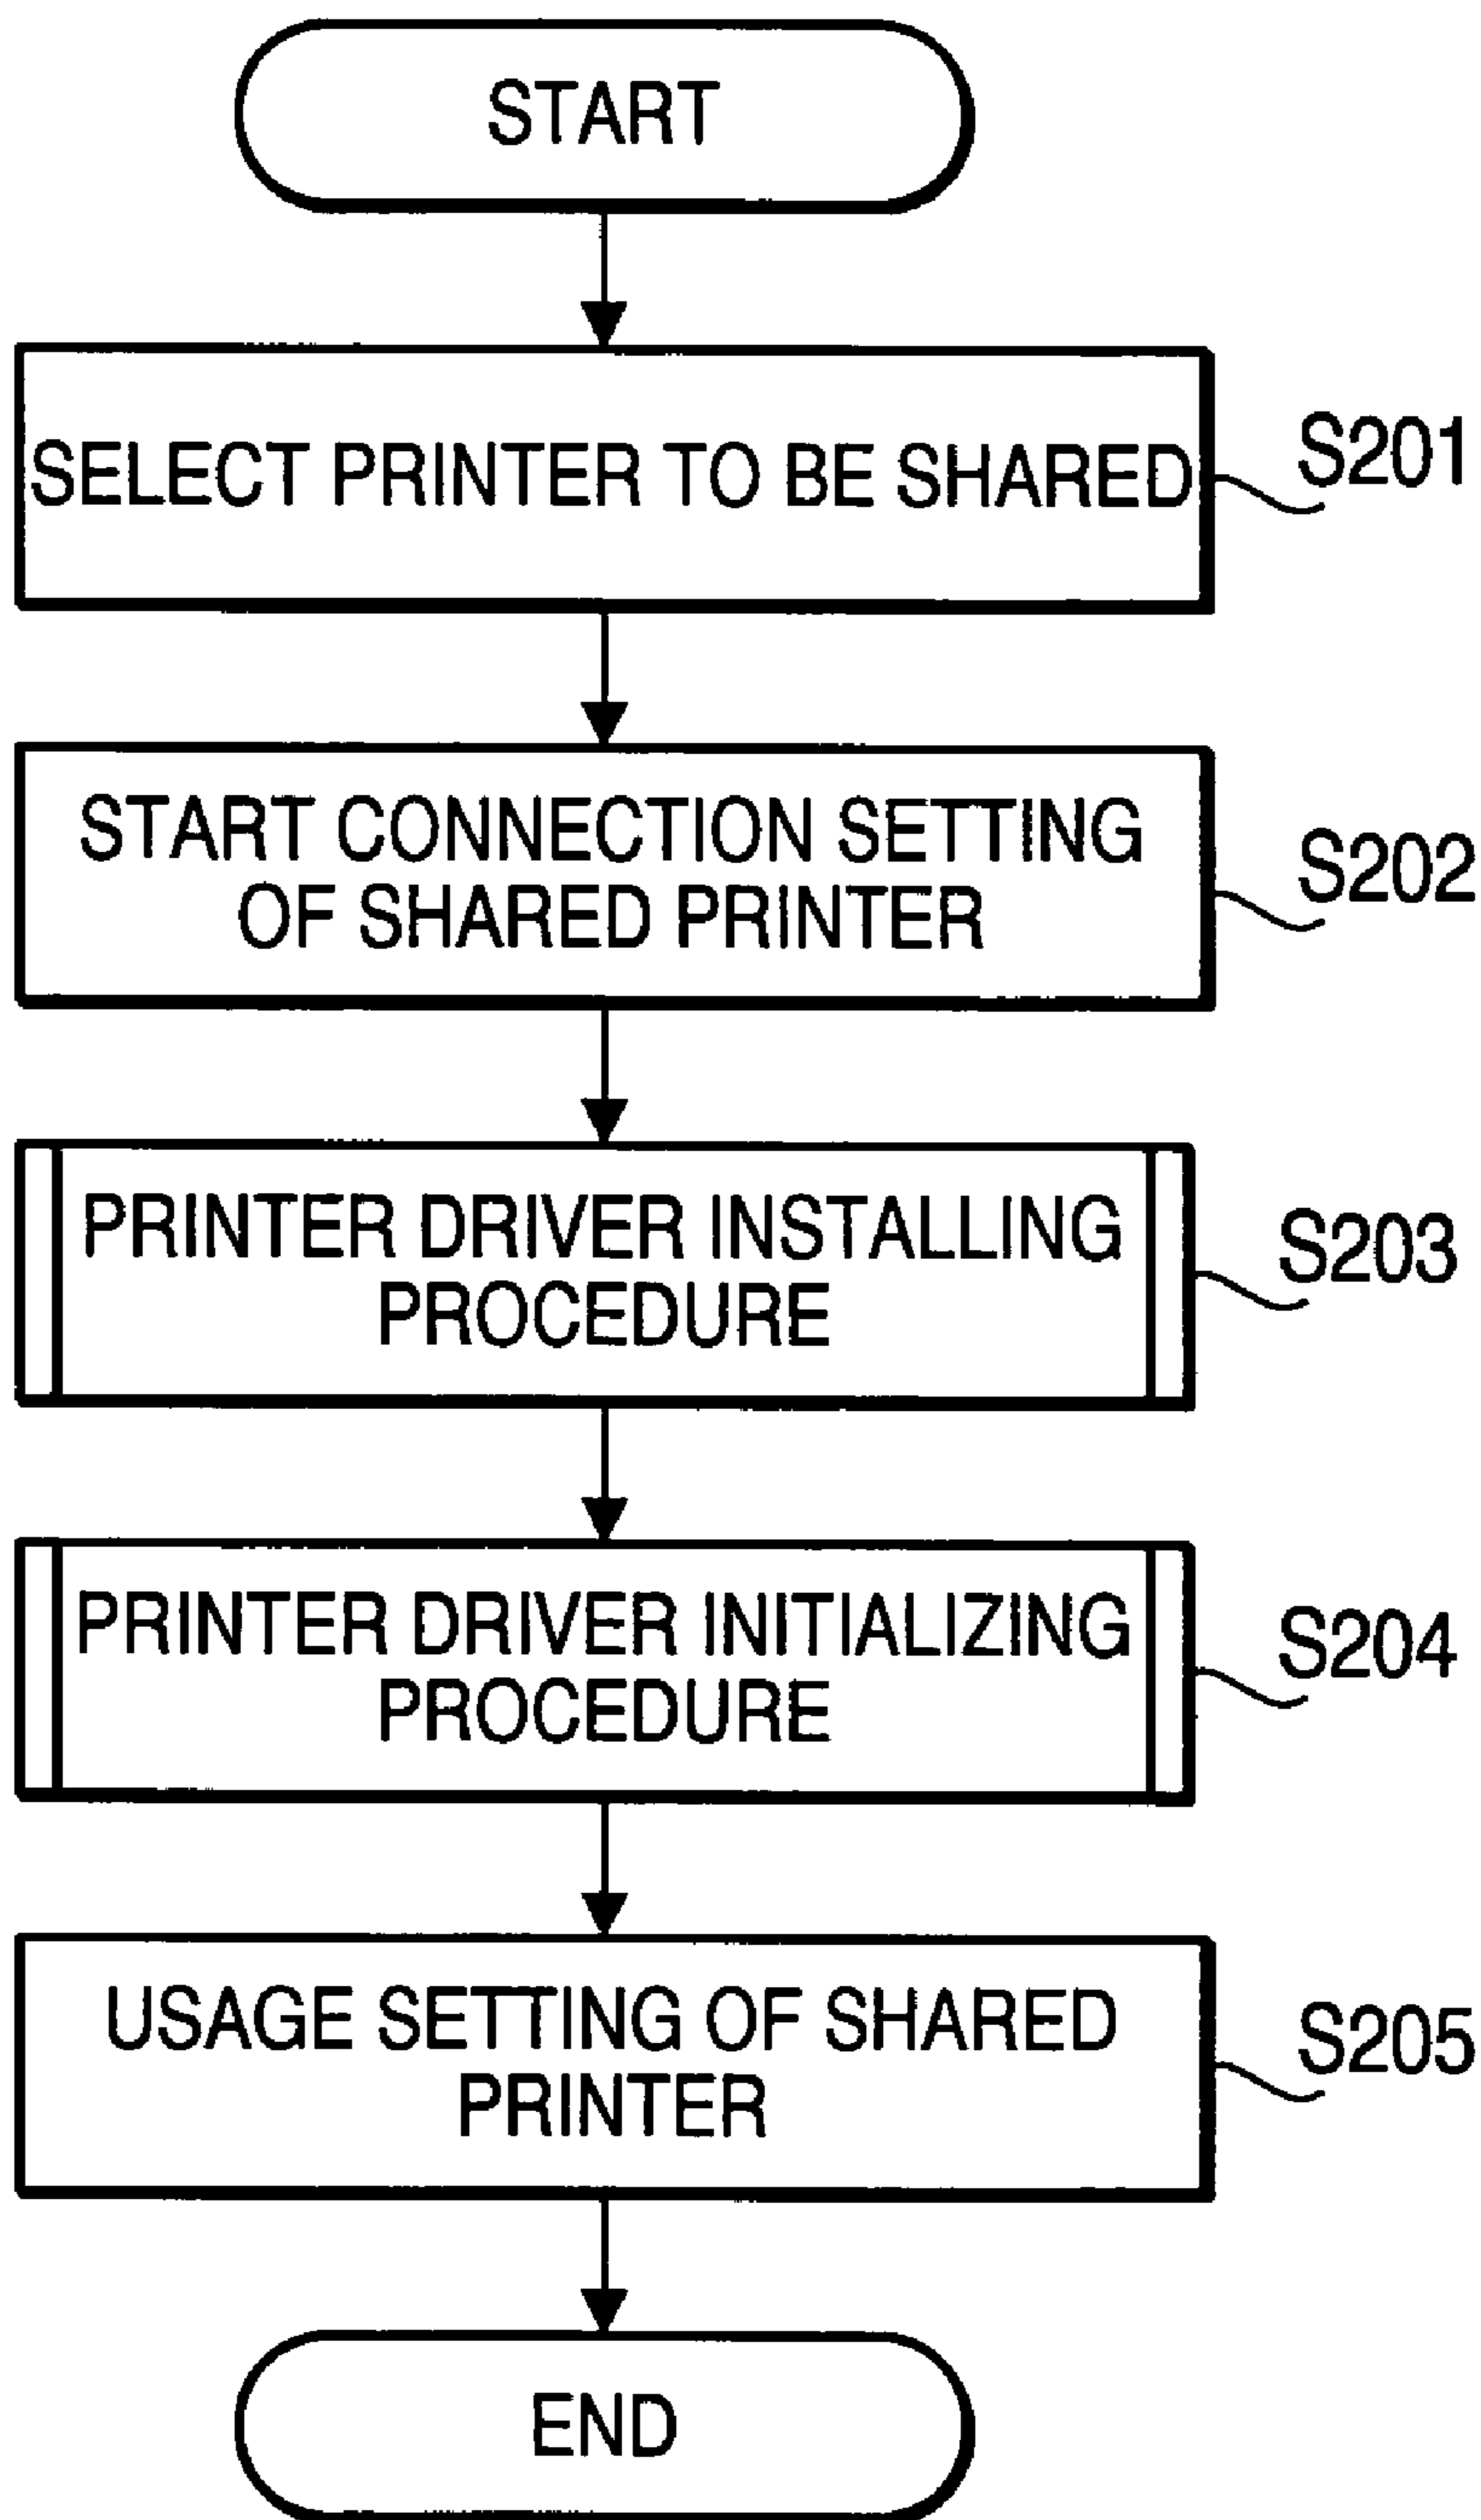 START
SELECT PRINTER TO BE SHARED
S201
START CONNECTION SETTING
OF SHARED PRINTER
S202
PRINTER DRIVER INSTALLING
PROCEDURE
S203
PRINTER DRIVER INITIALIZING
PROCEDURE
S204
USAGE SETTING OF SHARED
PRINTER
S205
END